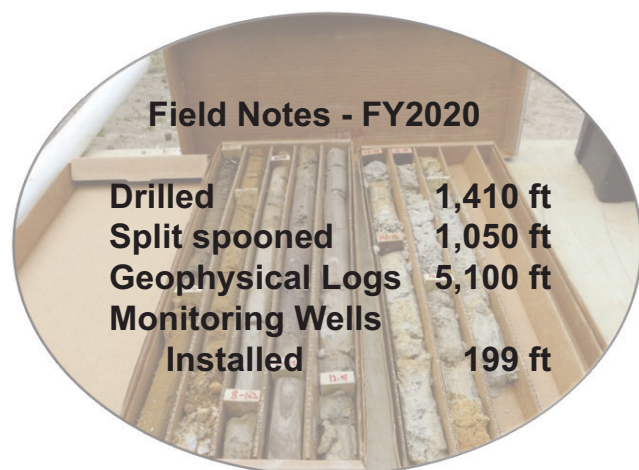 Field Notes - FY2020
Drilled 1,410 ft
Split spooned 1,050 ft
Geophysical Logs 5,100 ft
Monitoring Wells
Installed 199 ft